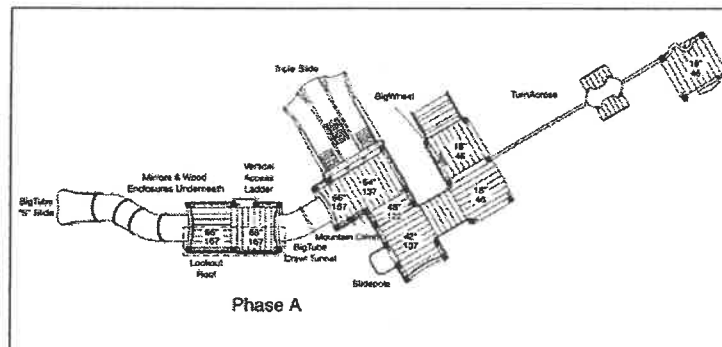 Triple Slide
BigWheel
TurnAcross
18"
46
Mirrors & Wood
Enclosures Underneath
Vertical
Access
Ladder
18"
46
BigTube
"S" Slide
54"
137
66"
167
48"
122
18"
46
66"
167
66"
167
Mountain
42"
107
Lookout
Roof
BigTube
Crawl Tunnel
Slidepole
Phase A